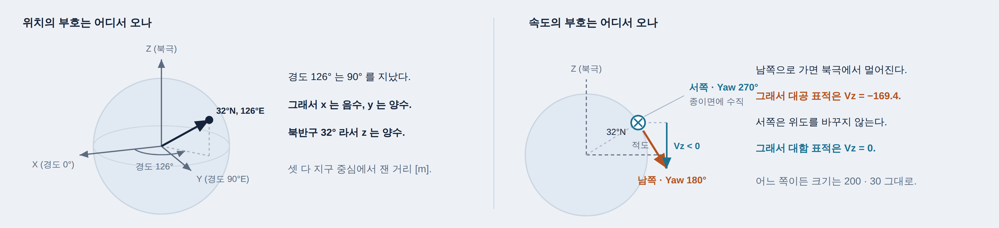 위치의 부호는 어디서 오나
Z (북극)
32°N, 126°E
X (경도 0°)
경도 126°
Y (경도 90°E)
경도 126° 는 90° 를 지났다.
그래서 x 는 음수, y 는 양수.
북반구 32° 라서 z 는 양수.
셋 다 지구 중심에서 잰 거리 [m].
속도의 부호는 어디서 오나
Z (북극)
서쪽 · Yaw 270°
종이면에 수직
32°N
적도
Vz < 0
남쪽 · Yaw 180°
남쪽으로 가면 북극에서 멀어진다.
그래서 대공 표적은 Vz = −169.4.
서쪽은 위도를 바꾸지 않는다.
그래서 대함 표적은 Vz = 0.
어느 쪽이든 크기는 200 · 30 그대로.